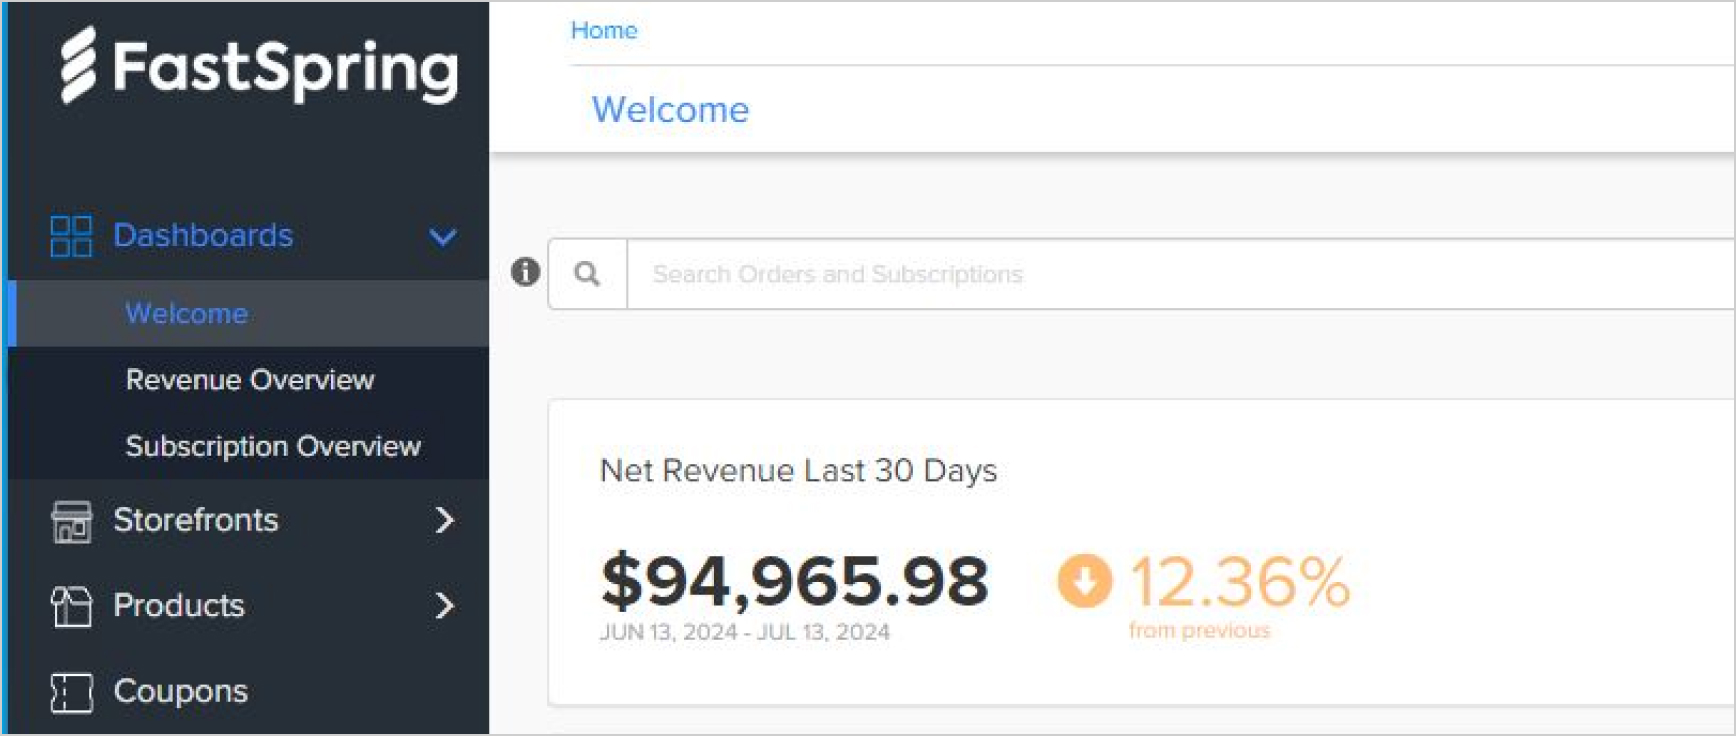 FastSpring
Dashboards
Welcome
Revenue Overview
Subscription Overview
Storefronts
Products
Coupons
Home
Welcome
Search Orders and Subscriptions
Net Revenue Last 30 Days
$94,965.98
JUN 13, 2024 - JUL 13, 2024
12.36%
from previous